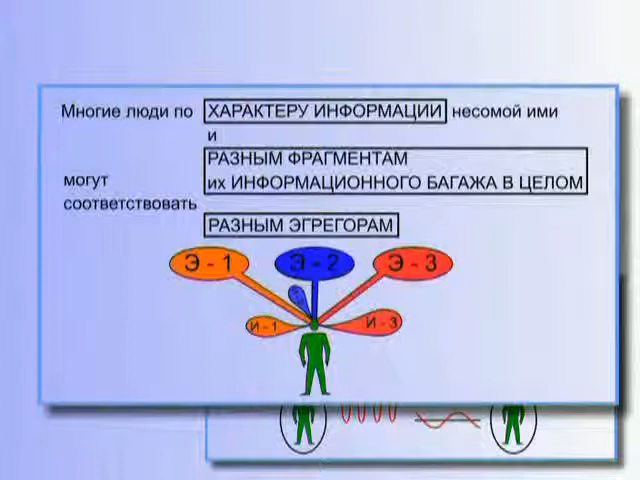 Многие люди по ХАРАКТЕРУ ИНФОРМАЦИИ несомой ими
и
РАЗНЫМ ФРАГМЕНТАМ
могут их ИНФОРМАЦИОННОГО БАГАЖА В ЦЕЛОМ
соответствовать
РАЗНЫМ ЭГРЕГОРАМ
Э - 1 Э - 2 Э - 3
И - 1 И - 3